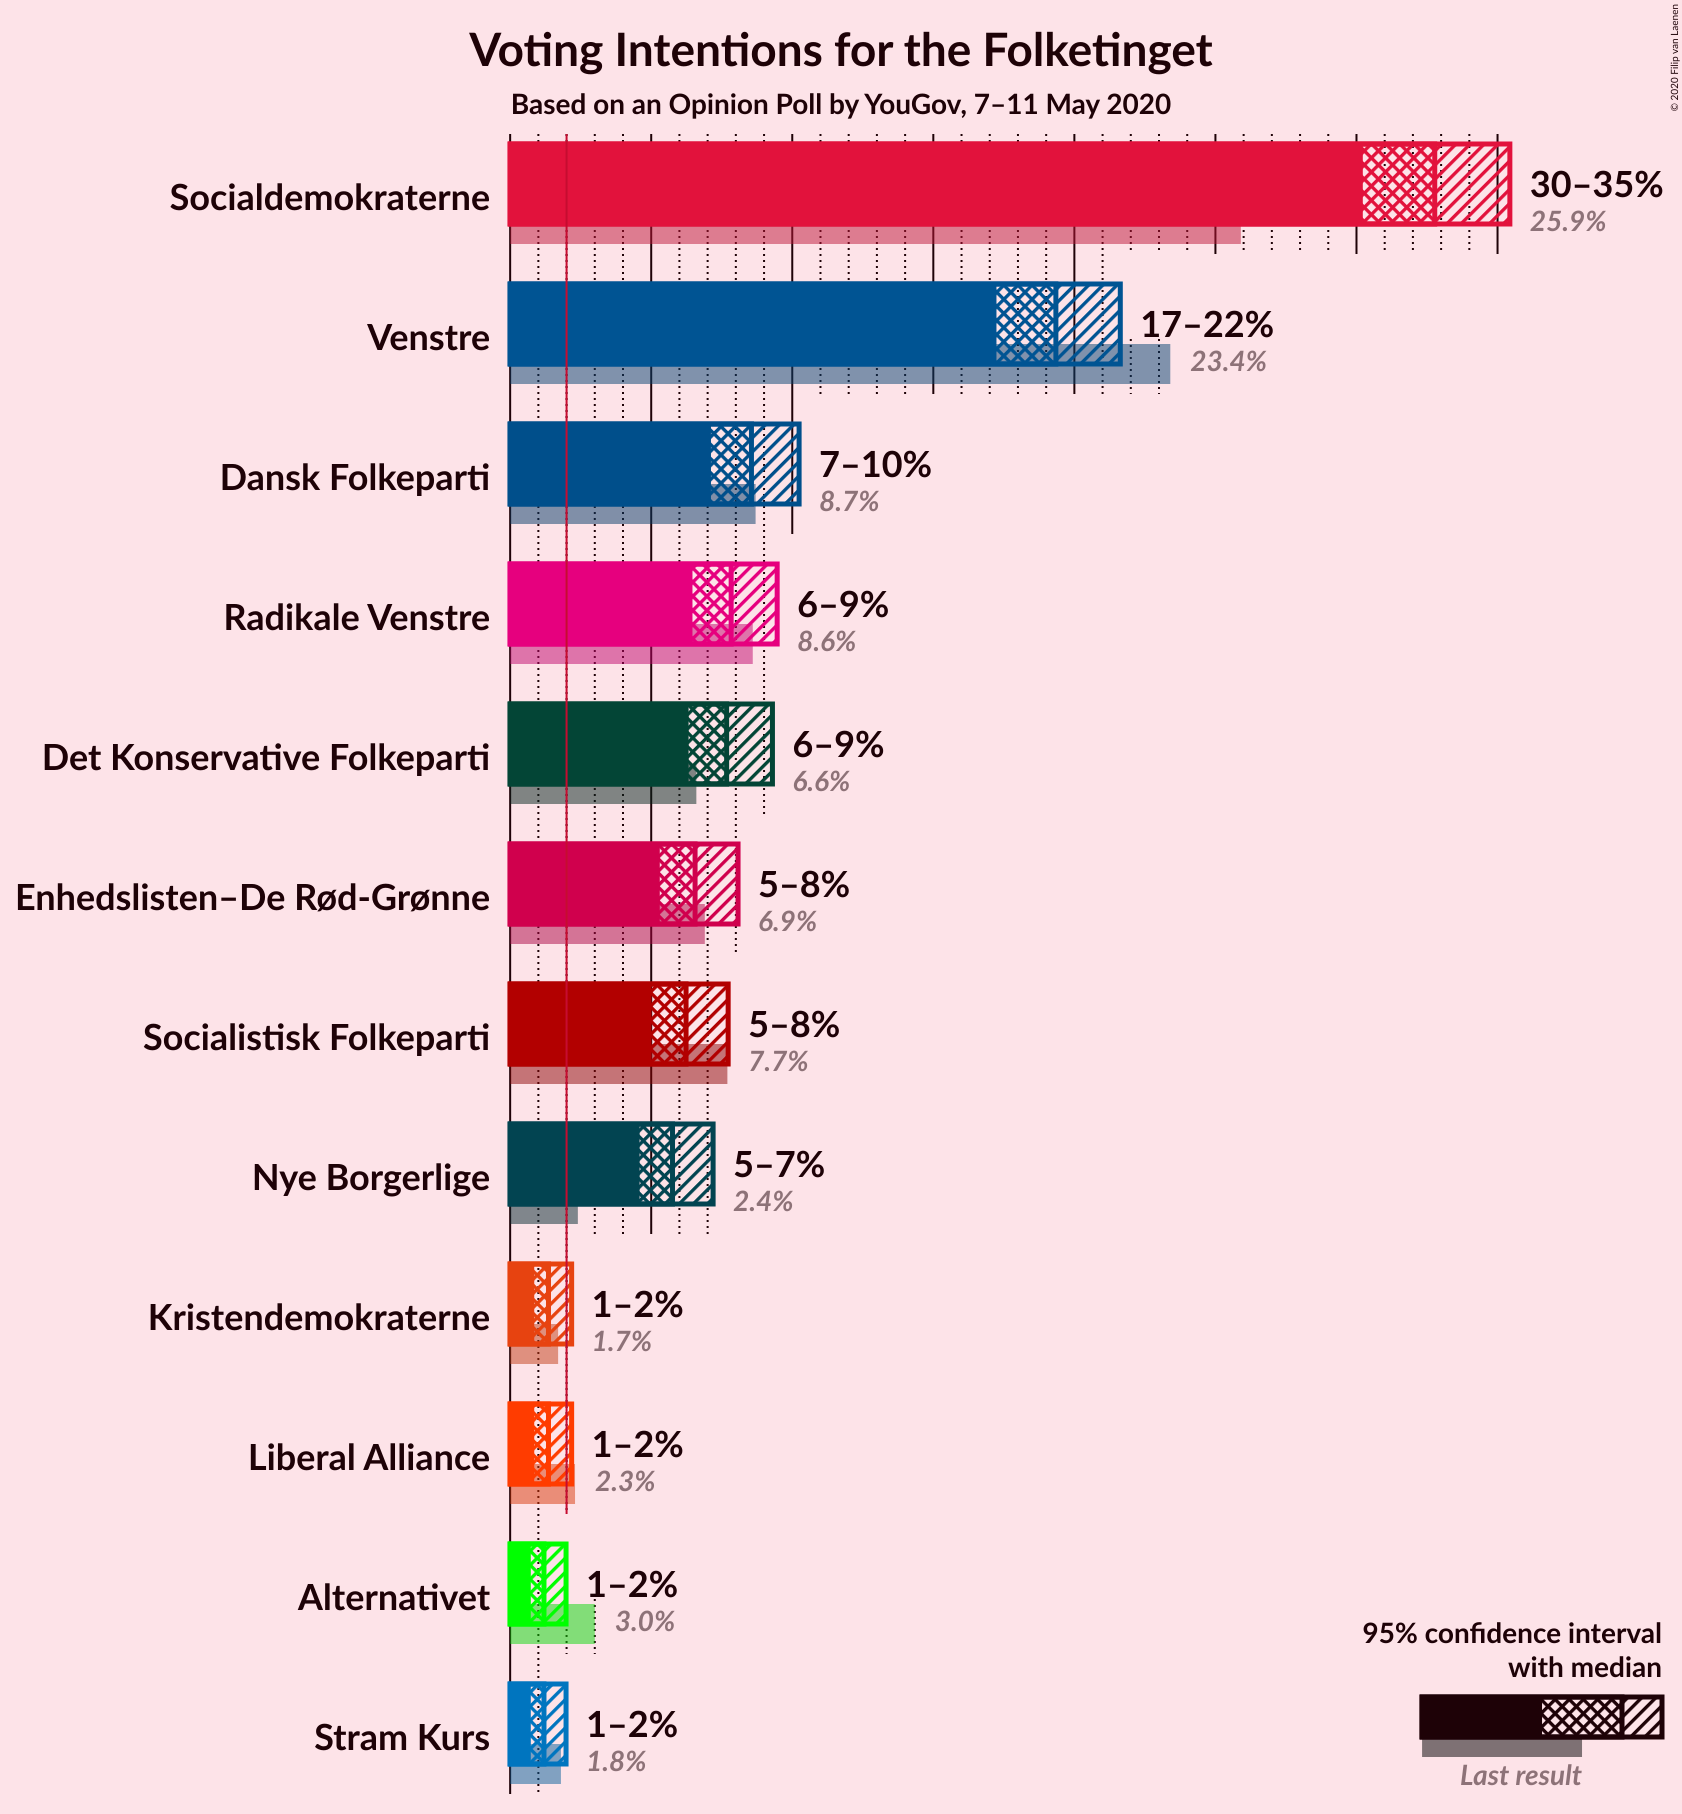 Voting Intentions for the Folketinget
Based on an Opinion Poll by YouGov, 7–11 May 2020
© 2020 Filip van Laenen
Socialdemokraterne
30–35%
25.9%
Venstre
17–22%
23.4%
Dansk Folkeparti
7–10%
8.7%
Radikale Venstre
6–9%
8.6%
Det Konservative Folkeparti
6–9%
6.6%
Enhedslisten–De Rød-Grønne
5–8%
6.9%
Socialistisk Folkeparti
5–8%
7.7%
Nye Borgerlige
5–7%
2.4%
Kristendemokraterne
1–2%
1.7%
Liberal Alliance
1–2%
2.3%
Alternativet
1–2%
3.0%
Stram Kurs
1–2%
1.8%
95% confidence interval
with median
Last result